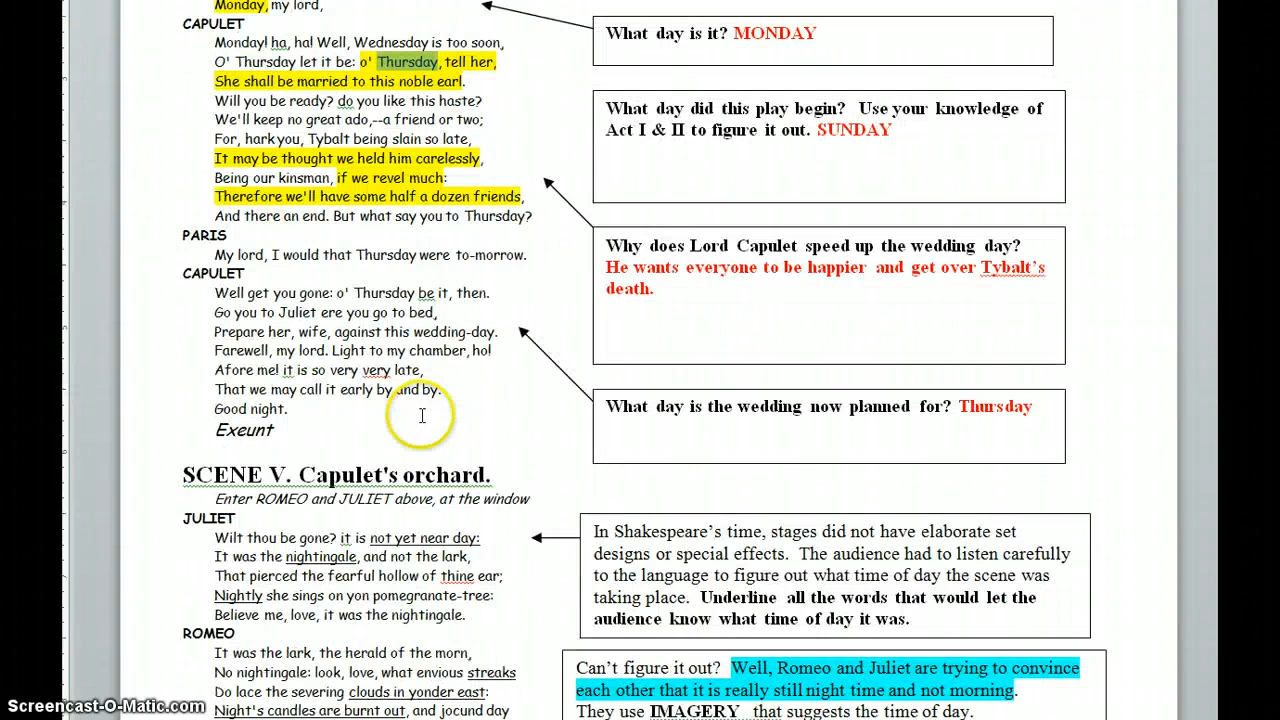 Monday, my lord,
CAPULET
Monday! ha, ha! Well, Wednesday is too soon,
O' Thursday let it be: o' Thursday, tell her,
She shall be married to this noble earl.
Will you be ready? do you like this haste?
We'll keep no great ado,--a friend or two;
For, hark you, Tybalt being slain so late,
It may be thought we held him carelessly,
Being our kinsman, if we revel much:
Therefore we'll have some half a dozen friends,
And there an end. But what say you to Thursday?
PARIS
My lord, I would that Thursday were to-morrow.
CAPULET
Well get you gone: o' Thursday be it, then.
Go you to Juliet ere you go to bed,
Prepare her, wife, against this wedding-day.
Farewell, my lord. Light to my chamber, ho!
Afore me! it is so very very late,
That we may call it early by and by.
Good night.
Exeunt
SCENE V. Capulet's orchard.
Enter ROMEO and JULIET above, at the window
JULIET
Wilt thou be gone? it is not yet near day:
It was the nightingale, and not the lark,
That pierced the fearful hollow of thine ear;
Nightly she sings on yon pomegranate-tree:
Believe me, love, it was the nightingale.
ROMEO
It was the lark, the herald of the morn,
No nightingale: look, love, what envious streaks
Do lace the severing clouds in yonder east:
Night's candles are burnt out, and jocund day
What day is it? MONDAY
What day did this play begin? Use your knowledge of
Act I & II to figure it out. SUNDAY
Why does Lord Capulet speed up the wedding day?
He wants everyone to be happier and get over Tybalt's
death.
What day is the wedding now planned for? Thursday
In Shakespeare's time, stages did not have elaborate set
designs or special effects. The audience had to listen carefully
to the language to figure out what time of day the scene was
taking place. Underline all the words that would let the
audience know what time of day it was.
Can't figure it out? Well, Romeo and Juliet are trying to convince
each other that it is really still night time and not morning.
They use IMAGERY that suggests the time of day.
Screencast-O-Matic.com